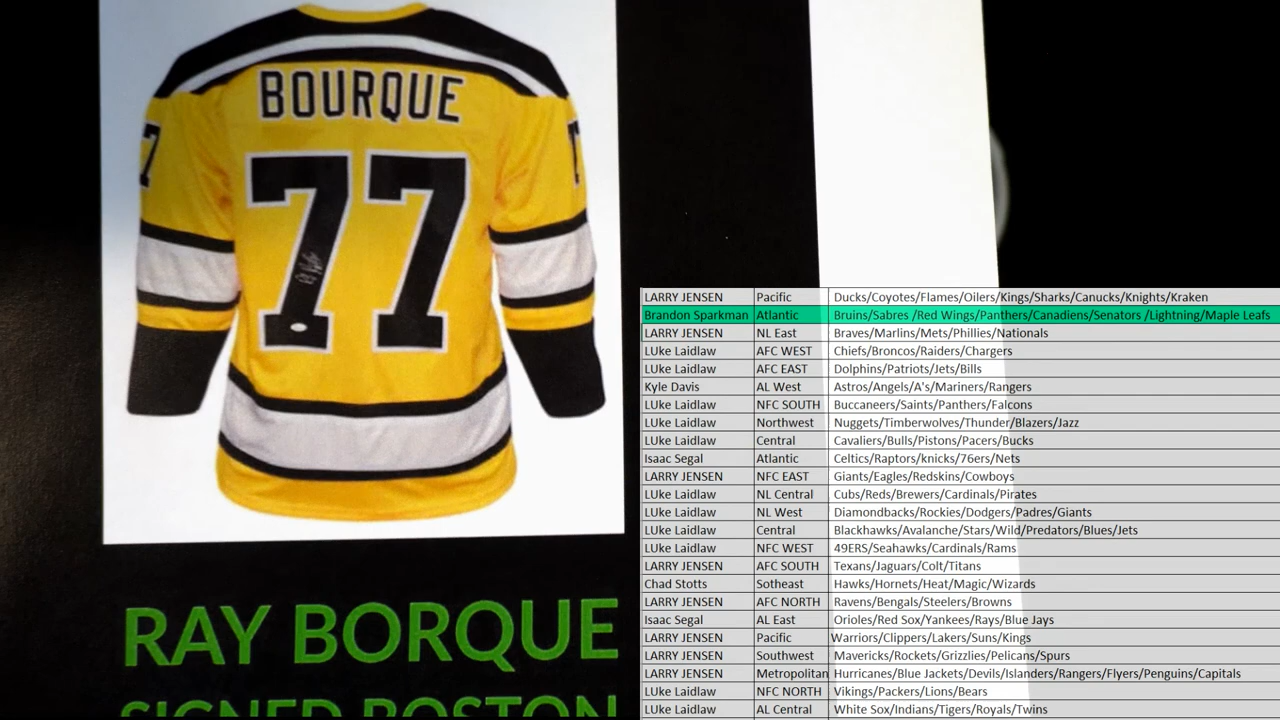 BOURQUE
7
77
RAY BORQUE
SIGNED BOSTON
LARRY JENSEN Pacific Ducks/Coyotes/Flames/Oilers/Kings/Sharks/Canucks/Knights/Kraken
Brandon Sparkman Atlantic Bruins/Sabres /Red Wings/Panthers/Canadiens/Senators /Lightning/Maple Leafs
LARRY JENSEN NL East Braves/Marlins/Mets/Phillies/Nationals
LUke Laidlaw AFC WEST Chiefs/Broncos/Raiders/Chargers
LUke Laidlaw AFC EAST Dolphins/Patriots/Jets/Bills
Kyle Davis AL West Astros/Angels/A's/Mariners/Rangers
LUke Laidlaw NFC SOUTH Buccaneers/Saints/Panthers/Falcons
LUke Laidlaw Northwest Nuggets/Timberwolves/Thunder/Blazers/Jazz
LUke Laidlaw Central Cavaliers/Bulls/Pistons/Pacers/Bucks
Isaac Segal Atlantic Celtics/Raptors/knicks/76ers/Nets
LARRY JENSEN NFC EAST Giants/Eagles/Redskins/Cowboys
LUke Laidlaw NL Central Cubs/Reds/Brewers/Cardinals/Pirates
LUke Laidlaw NL West Diamondbacks/Rockies/Dodgers/Padres/Giants
LUke Laidlaw Central Blackhawks/Avalanche/Stars/Wild/Predators/Blues/Jets
LUke Laidlaw NFC WEST 49ERS/Seahawks/Cardinals/Rams
LARRY JENSEN AFC SOUTH Texans/Jaguars/Colt/Titans
Chad Stotts Sotheast Hawks/Hornets/Heat/Magic/Wizards
LARRY JENSEN AFC NORTH Ravens/Bengals/Steelers/Browns
Isaac Segal AL East Orioles/Red Sox/Yankees/Rays/Blue Jays
LARRY JENSEN Pacific Warriors/Clippers/Lakers/Suns/Kings
LARRY JENSEN Southwest Mavericks/Rockets/Grizzlies/Pelicans/Spurs
LARRY JENSEN Metropolitan Hurricanes/Blue Jackets/Devils/Islanders/Rangers/Flyers/Penguins/Capitals
LUke Laidlaw NFC NORTH Vikings/Packers/Lions/Bears
LUke Laidlaw AL Central White Sox/Indians/Tigers/Royals/Twins